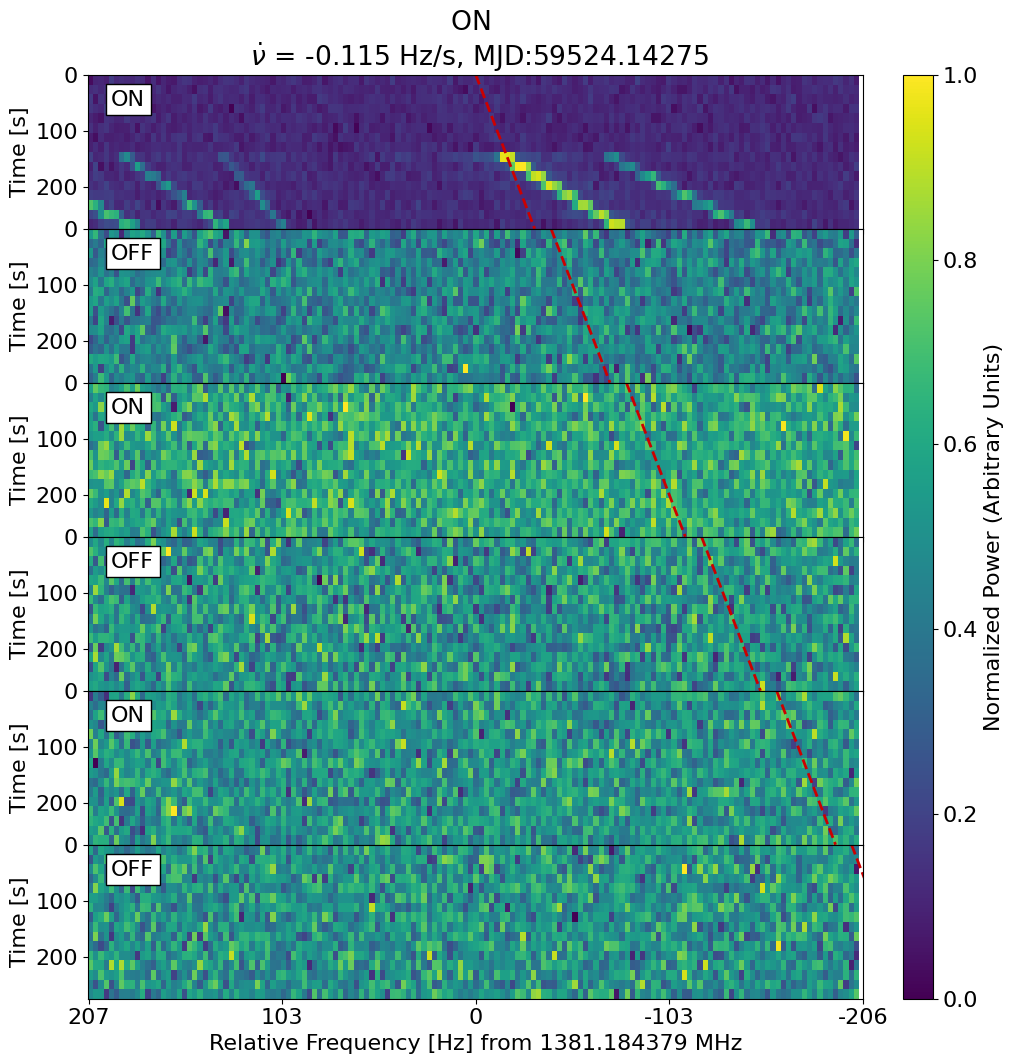 ON
ν̇ = -0.115 Hz/s, MJD:59524.14275
0
100
200
Time [s]
ON
0
100
200
Time [s]
OFF
0
100
200
Time [s]
ON
0
100
200
Time [s]
OFF
0
100
200
Time [s]
ON
0
100
200
Time [s]
OFF
207 103 0 -103 -206
Relative Frequency [Hz] from 1381.184379 MHz
1.0
0.8
0.6
0.4
0.2
0.0
Normalized Power (Arbitrary Units)